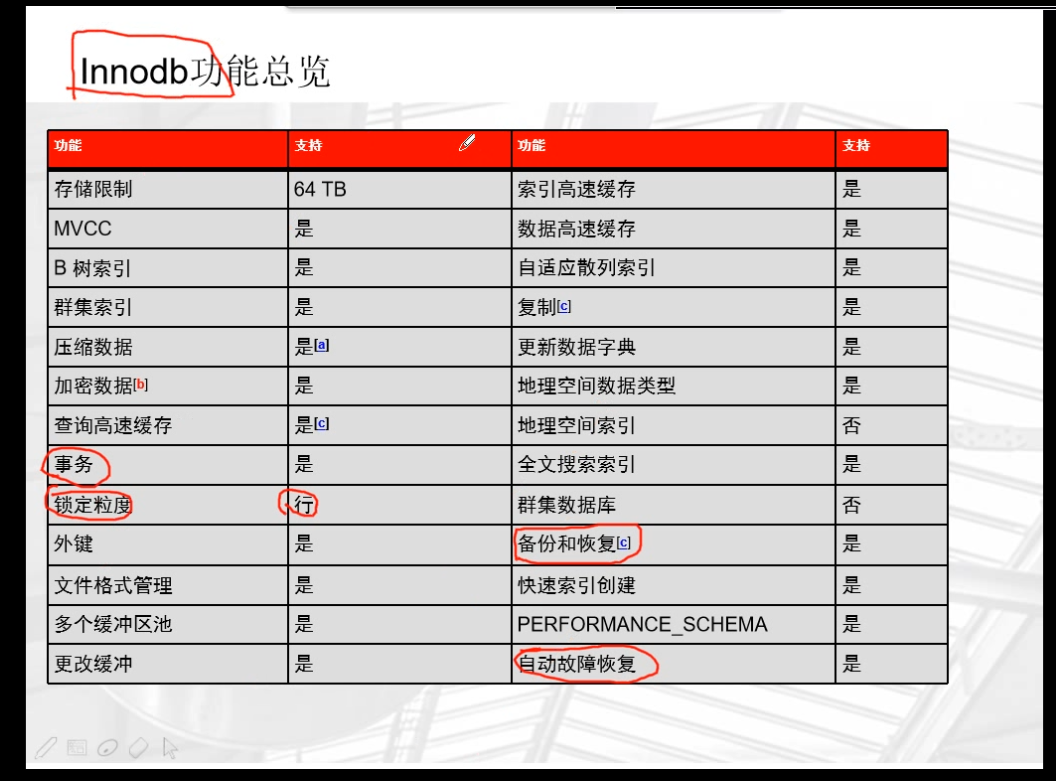 Innodb功能总览
功能 支持 功能 支持
存储限制 64 TB 索引高速缓存 是
MVCC 是 数据高速缓存 是
B 树索引 是 自适应散列索引 是
群集索引 是 复制[c] 是
压缩数据 是[a] 更新数据字典 是
加密数据[b] 是 地理空间数据类型 是
查询高速缓存 是[c] 地理空间索引 否
事务 是 全文搜索索引 是
锁定粒度 行 群集数据库 否
外键 是 备份和恢复[c] 是
文件格式管理 是 快速索引创建 是
多个缓冲区池 是 PERFORMANCE_SCHEMA 是
更改缓冲 是 自动故障恢复 是